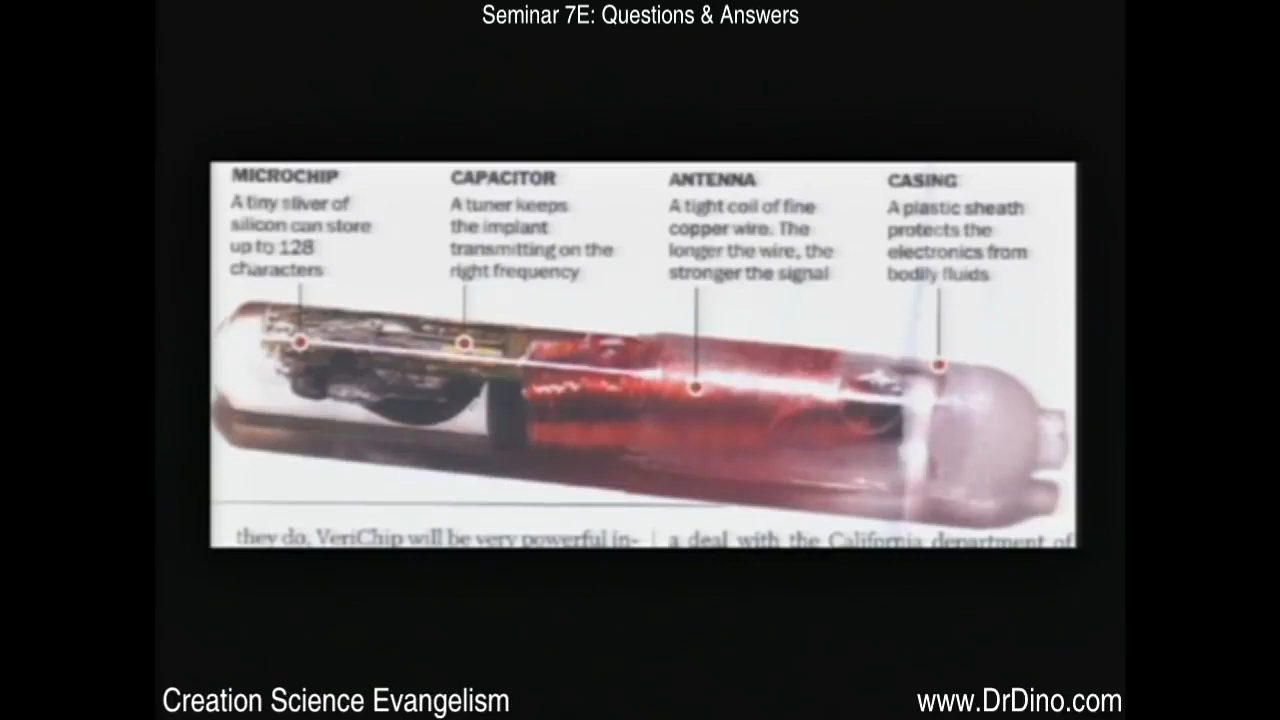 Seminar 7E: Questions & Answers
MICROCHIP
A tiny sliver of
silicon can store
up to 128
characters
CAPACITOR
A tuner keeps
the implant
transmitting on the
right frequency
ANTENNA
A tight coil of fine
copper wire. The
longer the wire, the
stronger the signal
CASING
A plastic sheath
protects the
electronics from
bodily fluids
they do, VeriChip will be very powerful in-
a deal with the California department of
Creation Science Evangelism
www.DrDino.com